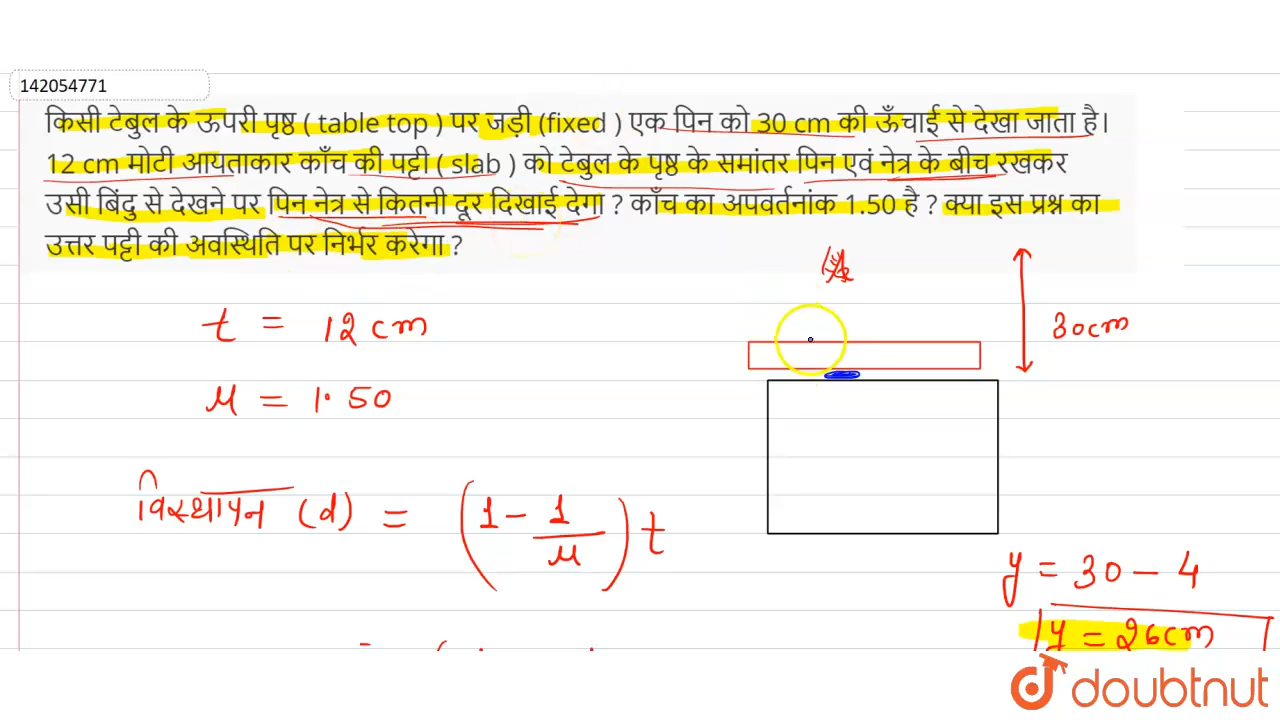 142054771
किसी टेबुल के ऊपरी पृष्ठ ( table top ) पर जड़ी (fixed ) एक पिन को 30 cm की ऊँचाई से देखा जाता है।
12 cm मोटी आयताकार काँच की पट्टी ( slab ) को टेबुल के पृष्ठ के समांतर पिन एवं नेत्र के बीच रखकर
उसी बिंदु से देखने पर पिन नेत्र से कितनी दूर दिखाई देगा ? काँच का अपवर्तनांक 1.50 है ? क्या इस प्रश्न का
उत्तर पट्टी की अवस्थिति पर निर्भर करेगा ?
t = 12 cm
30cm
μ = 1.50
विस्थापन (d) = (1 - 1/μ) t
y = 30 - 4
y = 26cm
doubtnut